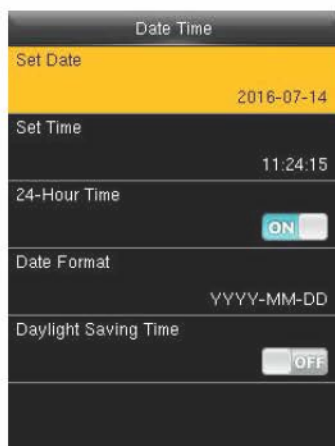 Date Time
Set Date
2016-07-14
Set Time
11:24:15
24-Hour Time
ON
Date Format
YYYY-MM-DD
Daylight Saving Time
OFF